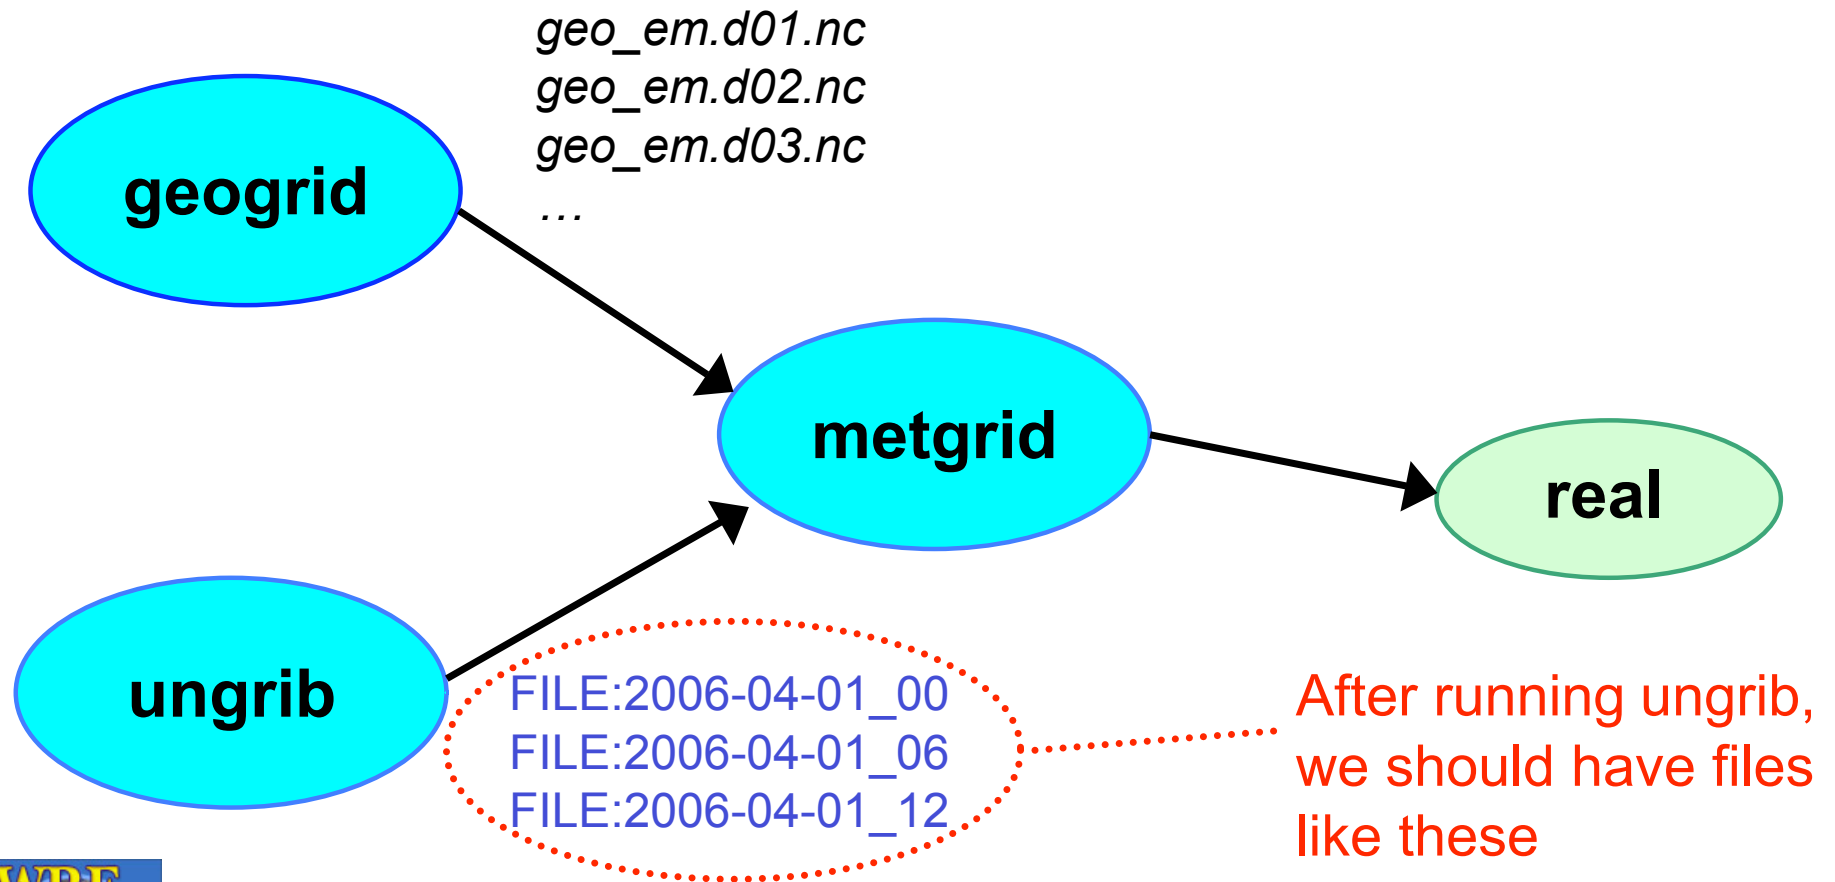 geo_em.d01.nc
geo_em.d02.nc
geo_em.d03.nc
…
geogrid
metgrid
real
ungrib
FILE:2006-04-01_00
FILE:2006-04-01_06
FILE:2006-04-01_12
After running ungrib,
we should have files
like these
WRF